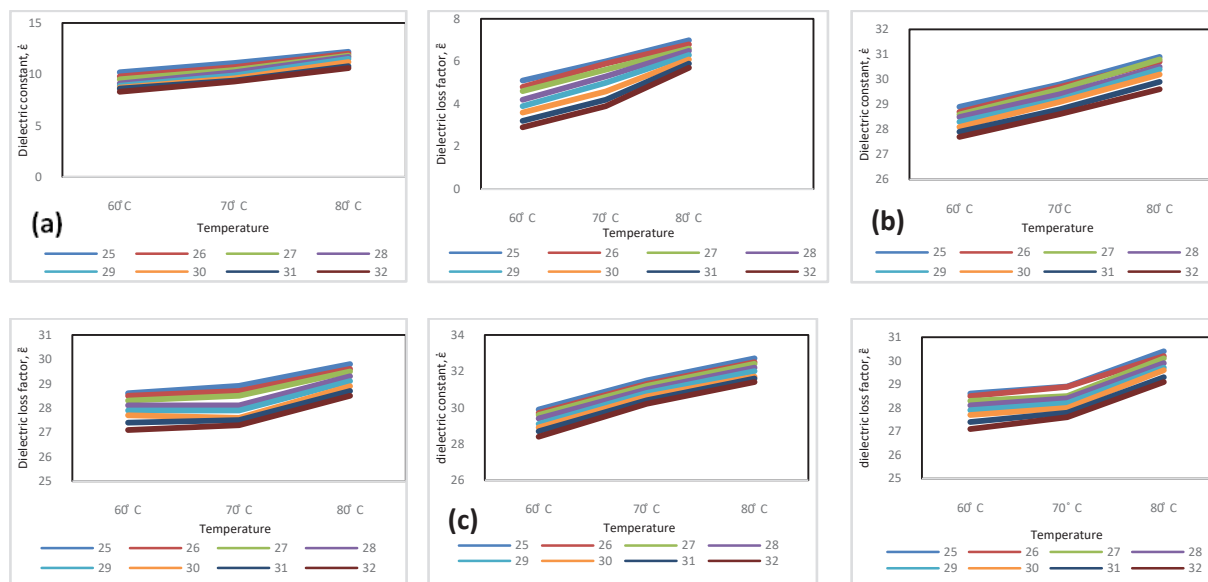 Dielectric constant, ἐ
15
10
5
0
60° C
70° C
80° C
Temperature
(a)
25
26
27
28
29
30
31
32
Dielectric loss factor, ε̃
8
6
4
2
0
60° C
70° C
80° C
Temperature
25
26
27
28
29
30
31
32
Dielectric constant, ἐ
32
31
30
29
28
27
26
60° C
70° C
80° C
Temperature
(b)
25
26
27
28
29
30
31
32
Dielectric loss factor, ε̃
31
30
29
28
27
26
25
60° C
70° C
80° C
Temperature
25
26
27
28
29
30
31
32
dielectric constant, ἐ
34
32
30
28
26
60° C
70° C
80° C
Temperature
(c)
25
26
27
28
29
30
31
32
dielectric loss factor, ε̃
31
30
29
28
27
26
25
60° C
70° C
80° C
Temperature
25
26
27
28
29
30
31
32